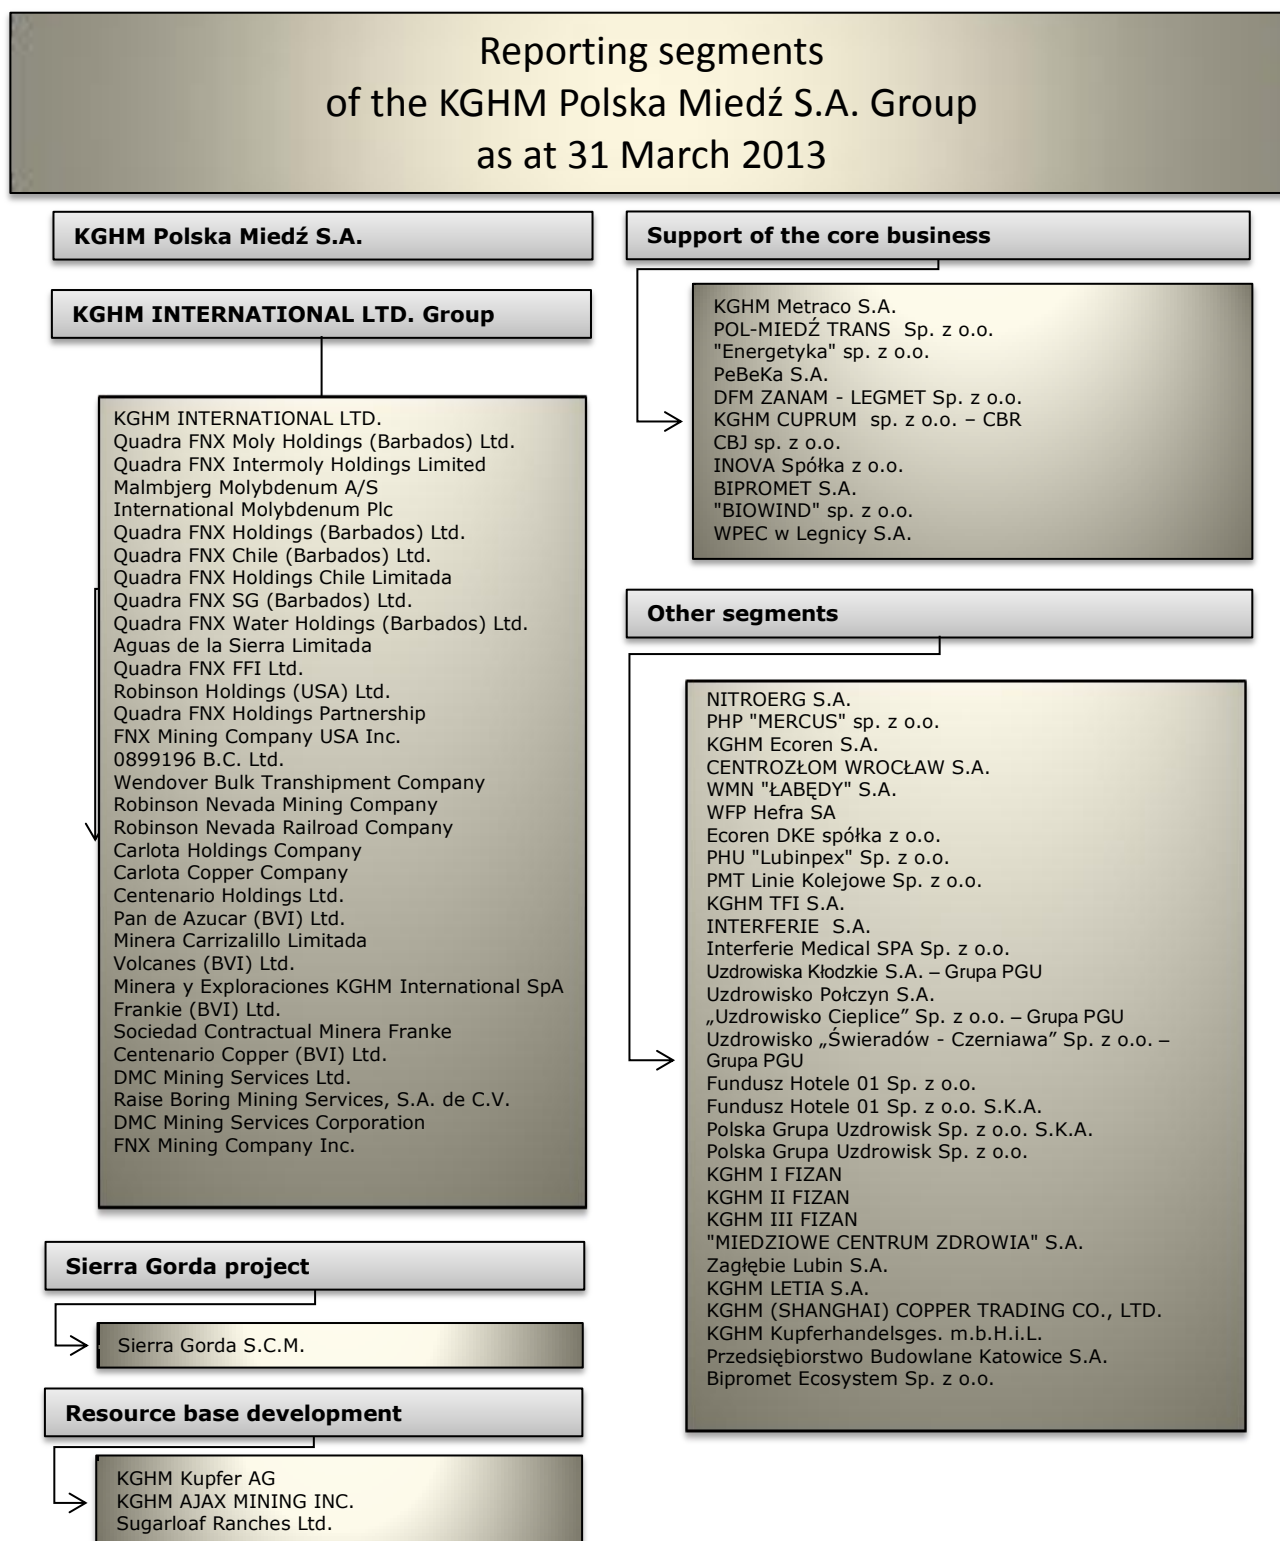 Reporting segments
of the KGHM Polska Miedź S.A. Group
as at 31 March 2013
KGHM Polska Miedź S.A.
KGHM INTERNATIONAL LTD. Group
KGHM INTERNATIONAL LTD.
Quadra FNX Moly Holdings (Barbados) Ltd.
Quadra FNX Intermoly Holdings Limited
Malmbjerg Molybdenum A/S
International Molybdenum Plc
Quadra FNX Holdings (Barbados) Ltd.
Quadra FNX Chile (Barbados) Ltd.
Quadra FNX Holdings Chile Limitada
Quadra FNX SG (Barbados) Ltd.
Quadra FNX Water Holdings (Barbados) Ltd.
Aguas de la Sierra Limitada
Quadra FNX FFI Ltd.
Robinson Holdings (USA) Ltd.
Quadra FNX Holdings Partnership
FNX Mining Company USA Inc.
0899196 B.C. Ltd.
Wendover Bulk Transhipment Company
Robinson Nevada Mining Company
Robinson Nevada Railroad Company
Carlota Holdings Company
Carlota Copper Company
Centenario Holdings Ltd.
Pan de Azucar (BVI) Ltd.
Minera Carrizalillo Limitada
Volcanes (BVI) Ltd.
Minera y Exploraciones KGHM International SpA
Frankie (BVI) Ltd.
Sociedad Contractual Minera Franke
Centenario Copper (BVI) Ltd.
DMC Mining Services Ltd.
Raise Boring Mining Services, S.A. de C.V.
DMC Mining Services Corporation
FNX Mining Company Inc.
Sierra Gorda project
Sierra Gorda S.C.M.
Resource base development
KGHM Kupfer AG
KGHM AJAX MINING INC.
Sugarloaf Ranches Ltd.
Support of the core business
KGHM Metraco S.A.
POL-MIEDŹ TRANS Sp. z o.o.
"Energetyka" sp. z o.o.
PeBeKa S.A.
DFM ZANAM - LEGMET Sp. z o.o.
KGHM CUPRUM sp. z o.o. – CBR
CBJ sp. z o.o.
INOVA Spółka z o.o.
BIPROMET S.A.
"BIOWIND" sp. z o.o.
WPEC w Legnicy S.A.
Other segments
NITROERG S.A.
PHP "MERCUS" sp. z o.o.
KGHM Ecoren S.A.
CENTROZŁOM WROCŁAW S.A.
WMN "ŁABĘDY" S.A.
WFP Hefra SA
Ecoren DKE spółka z o.o.
PHU "Lubinpex" Sp. z o.o.
PMT Linie Kolejowe Sp. z o.o.
KGHM TFI S.A.
INTERFERIE S.A.
Interferie Medical SPA Sp. z o.o.
Uzdrowiska Kłodzkie S.A. – Grupa PGU
Uzdrowisko Połczyn S.A.
„Uzdrowisko Cieplice” Sp. z o.o. – Grupa PGU
Uzdrowisko „Świeradów - Czerniawa” Sp. z o.o. –
Grupa PGU
Fundusz Hotele 01 Sp. z o.o.
Fundusz Hotele 01 Sp. z o.o. S.K.A.
Polska Grupa Uzdrowisk Sp. z o.o. S.K.A.
Polska Grupa Uzdrowisk Sp. z o.o.
KGHM I FIZAN
KGHM II FIZAN
KGHM III FIZAN
"MIEDZIOWE CENTRUM ZDROWIA" S.A.
Zagłębie Lubin S.A.
KGHM LETIA S.A.
KGHM (SHANGHAI) COPPER TRADING CO., LTD.
KGHM Kupferhandelsges. m.b.H.i.L.
Przedsiębiorstwo Budowlane Katowice S.A.
Bipromet Ecosystem Sp. z o.o.